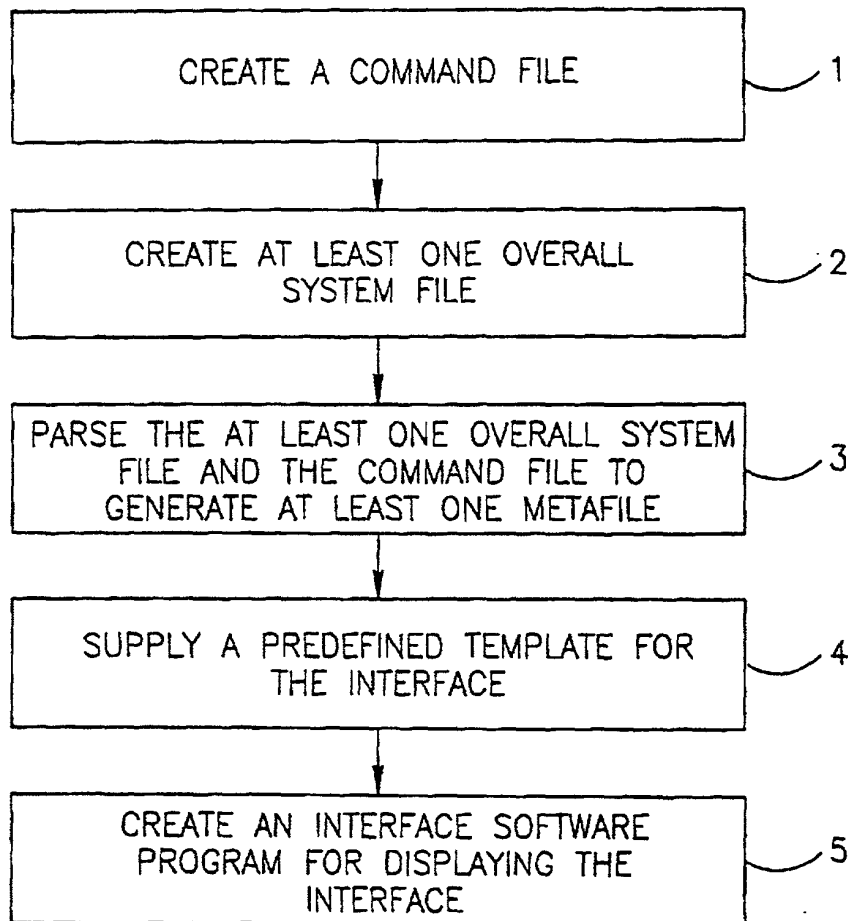 CREATE A COMMAND FILE
1
CREATE AT LEAST ONE OVERALL
SYSTEM FILE
2
PARSE THE AT LEAST ONE OVERALL SYSTEM
FILE AND THE COMMAND FILE TO
GENERATE AT LEAST ONE METAFILE
3
SUPPLY A PREDEFINED TEMPLATE FOR
THE INTERFACE
4
CREATE AN INTERFACE SOFTWARE
PROGRAM FOR DISPLAYING THE
INTERFACE
5